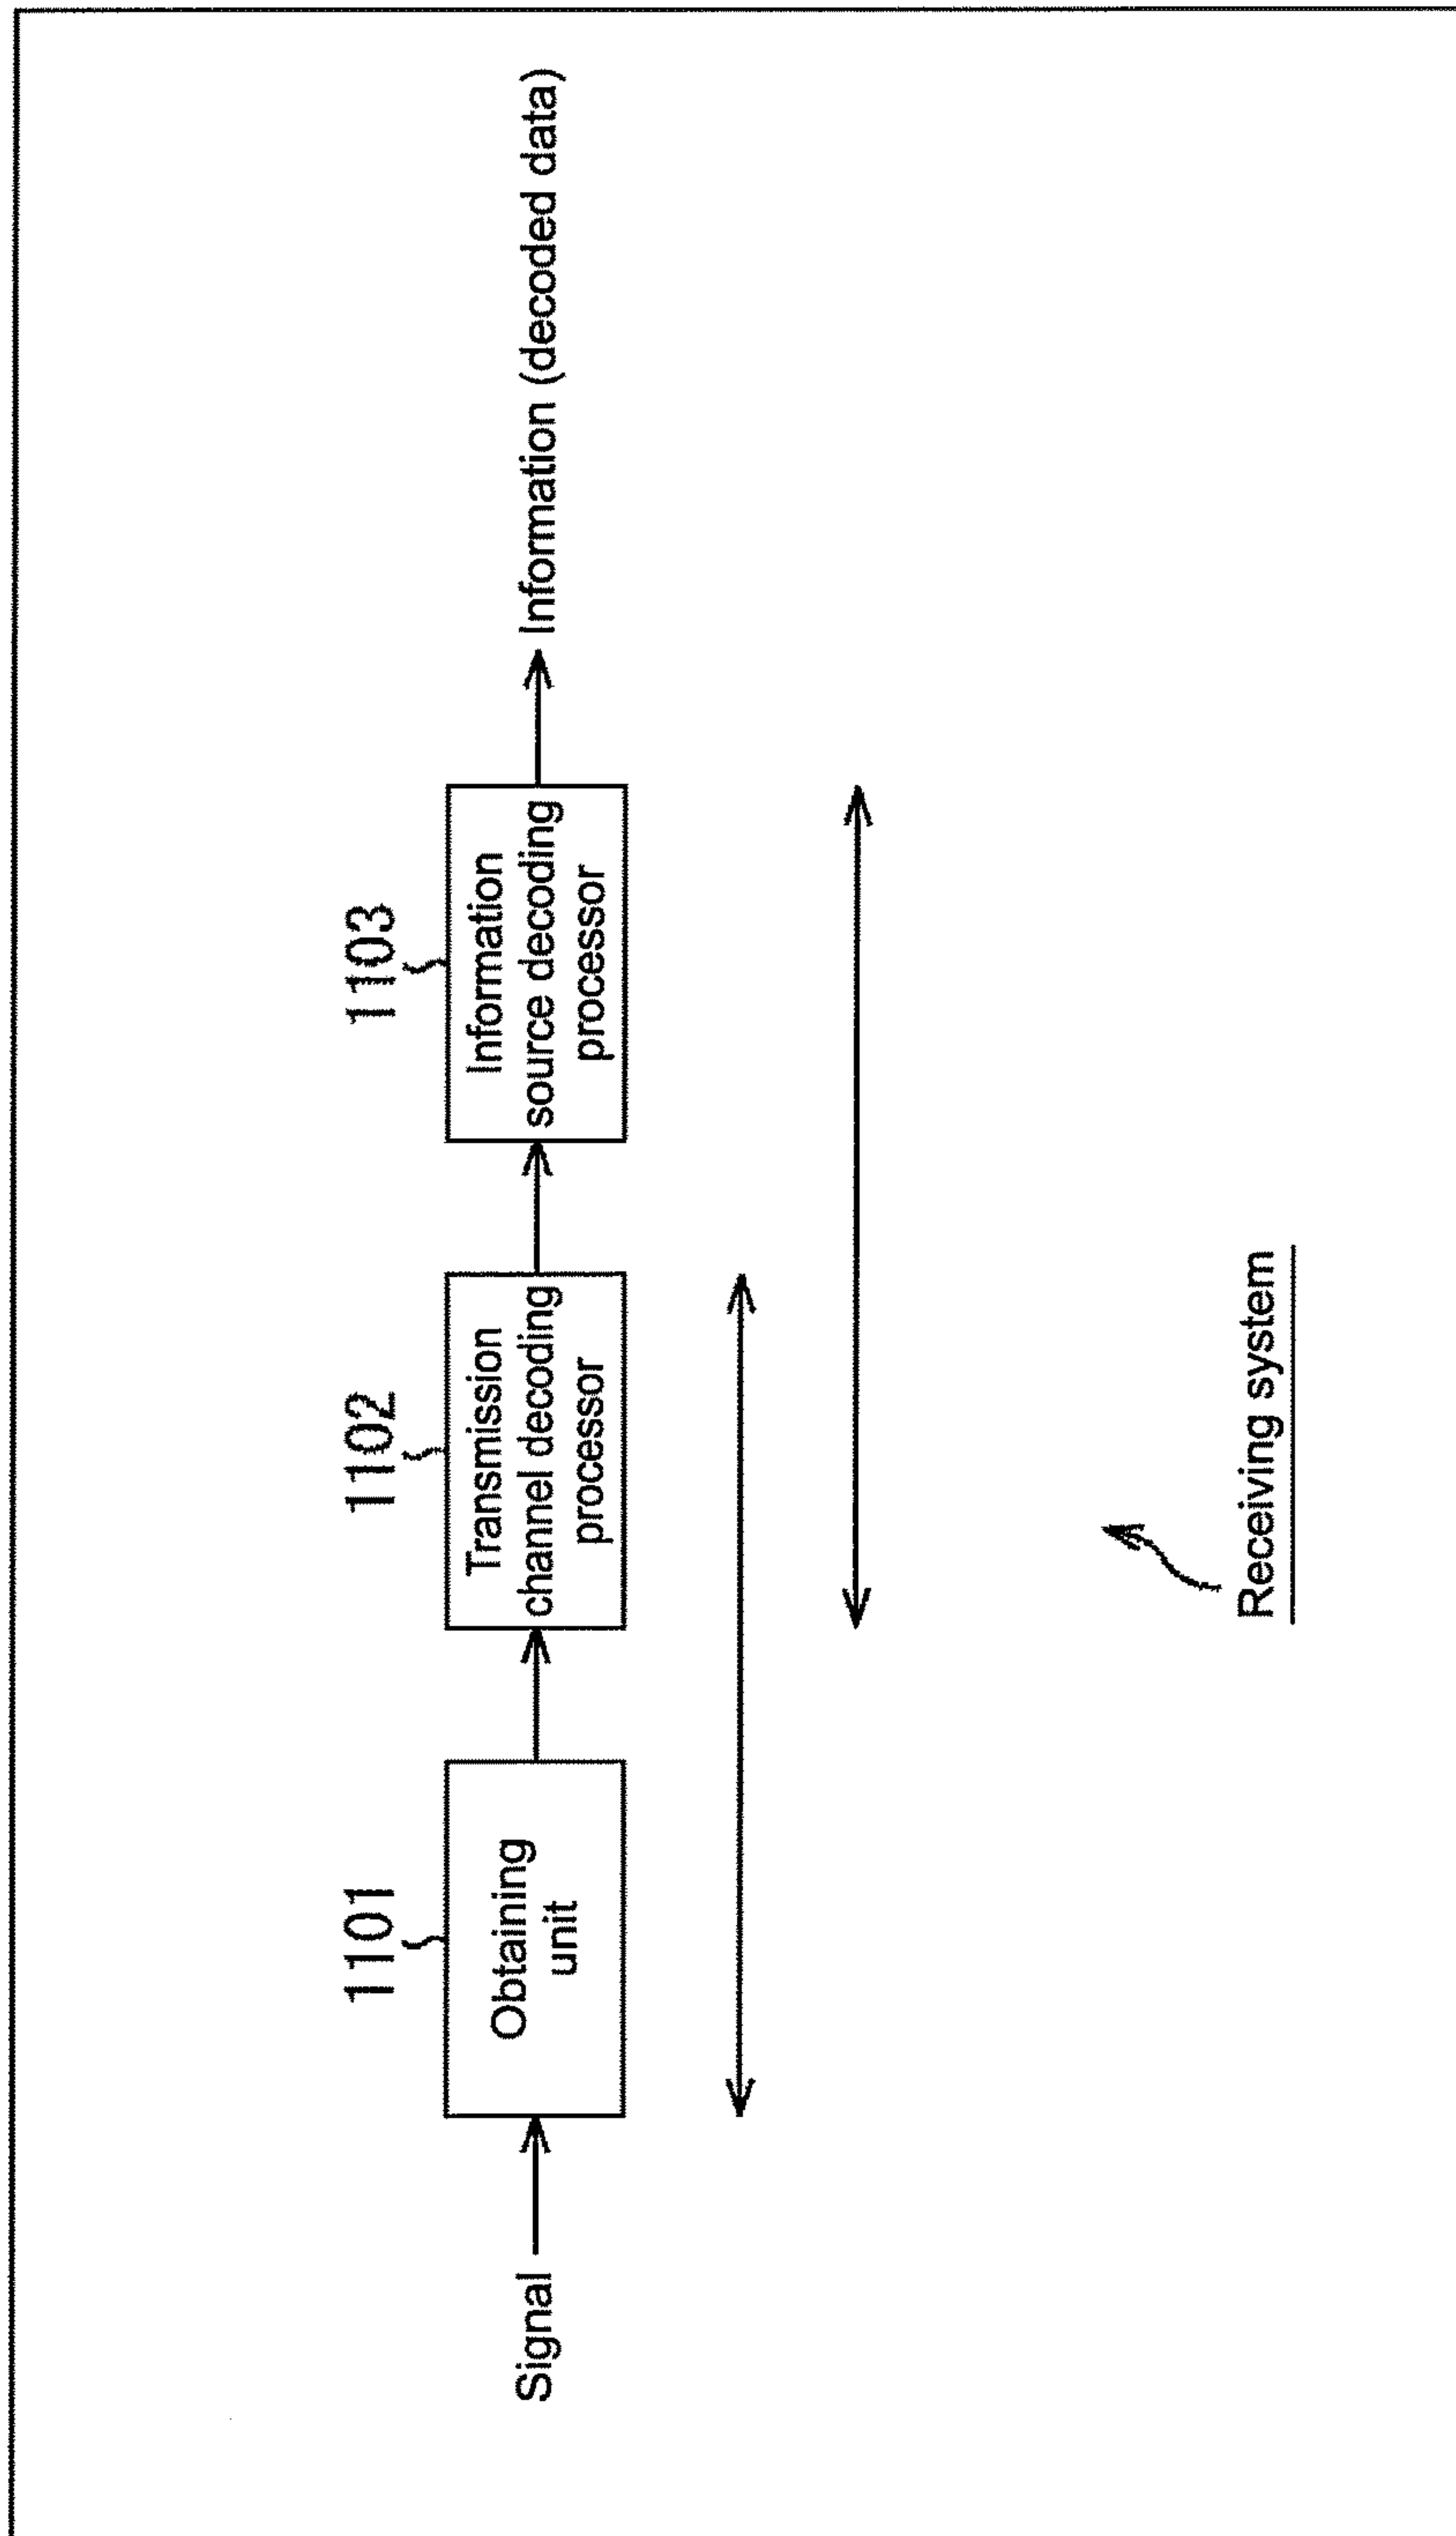 1101
1102
1103
Signal
Obtaining
unit
Transmission
channel decoding
processor
Information
source decoding
processor
Information (decoded data)
Receiving system